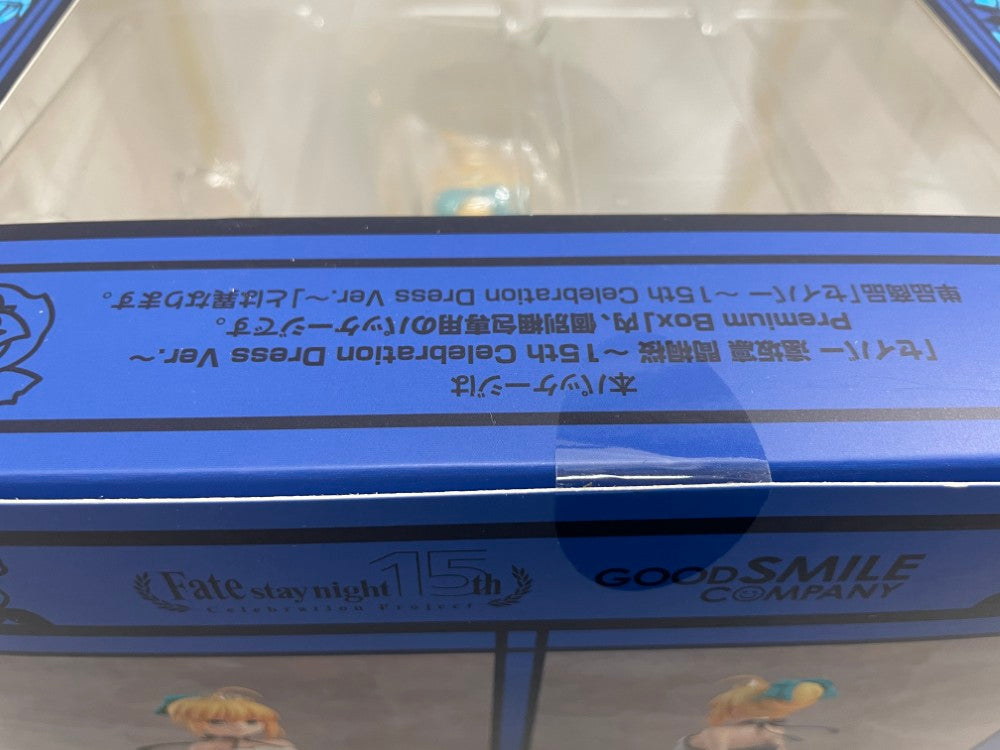 本パッケージは
「セイバー 遠坂凛 間桐桜 ～15th Celebration Dress Ver.～
Premium Box」内、個別梱包専用のパッケージです。
単品商品「セイバー ～15th Celebration Dress Ver.～」とは異なります。
Fate stay night 15th
Celebration Project
GOOD SMILE
COMPANY